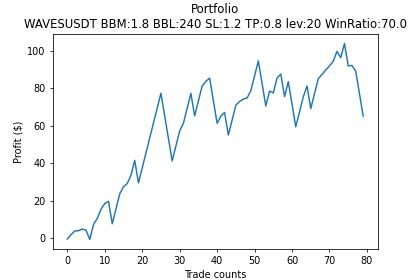 Portfolio
WAVESUSDT BBM:1.8 BBL:240 SL:1.2 TP:0.8 lev:20 WinRatio:70.0
Profit ($)
100
80
60
40
20
0
0 10 20 30 40 50 60 70 80
Trade counts